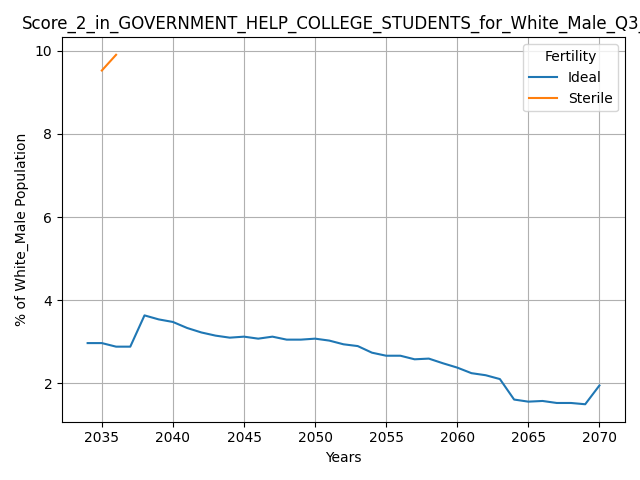 Score_2_in_GOVERNMENT_HELP_COLLEGE_STUDENTS_for_White_Male_Q3_
10
8
6
4
2
% of White_Male Population
Fertility
Ideal
Sterile
2035 2040 2045 2050 2055 2060 2065 2070
Years